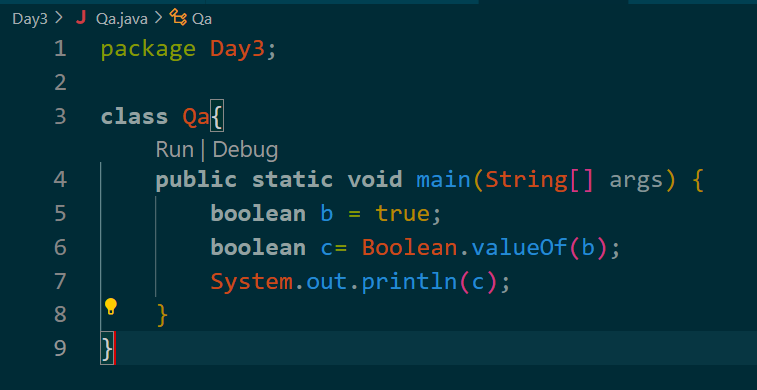 Day3 > J Qa.java > Qa
1 package Day3;
2
3 class Qa{
Run | Debug
4 public static void main(String[] args) {
5 boolean b = true;
6 boolean c= Boolean.valueOf(b);
7 System.out.println(c);
8 }
9 }